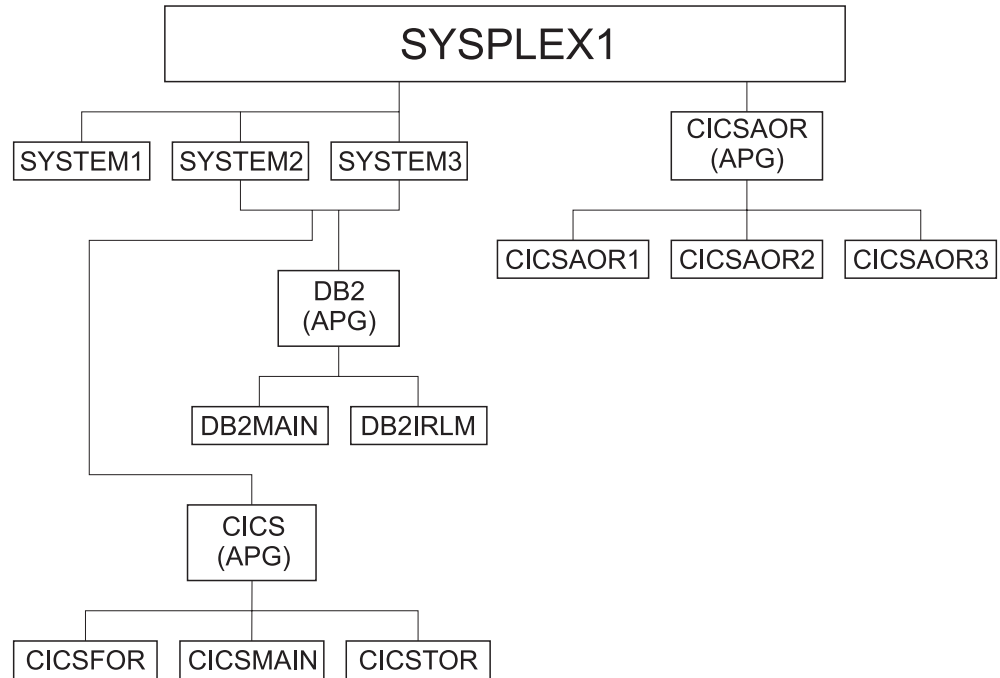 SYSPLEX1
SYSTEM1
SYSTEM2
SYSTEM3
CICSAOR
(APG)
CICSAOR1
CICSAOR2
CICSAOR3
DB2
(APG)
DB2MAIN
DB2IRLM
CICS
(APG)
CICSFOR
CICSMAIN
CICSTOR